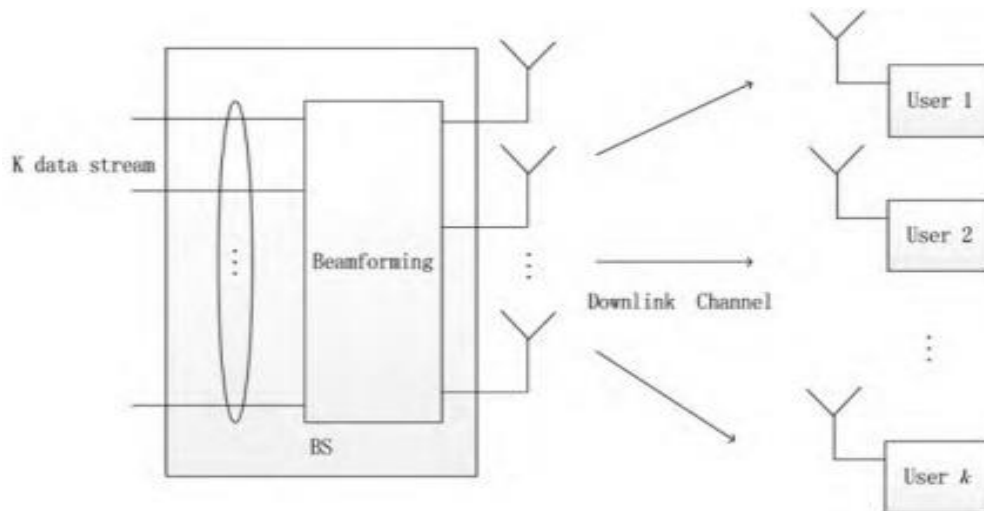 User 1
K data stream
User 2
Beamforming
Downlink Channel
BS
User k